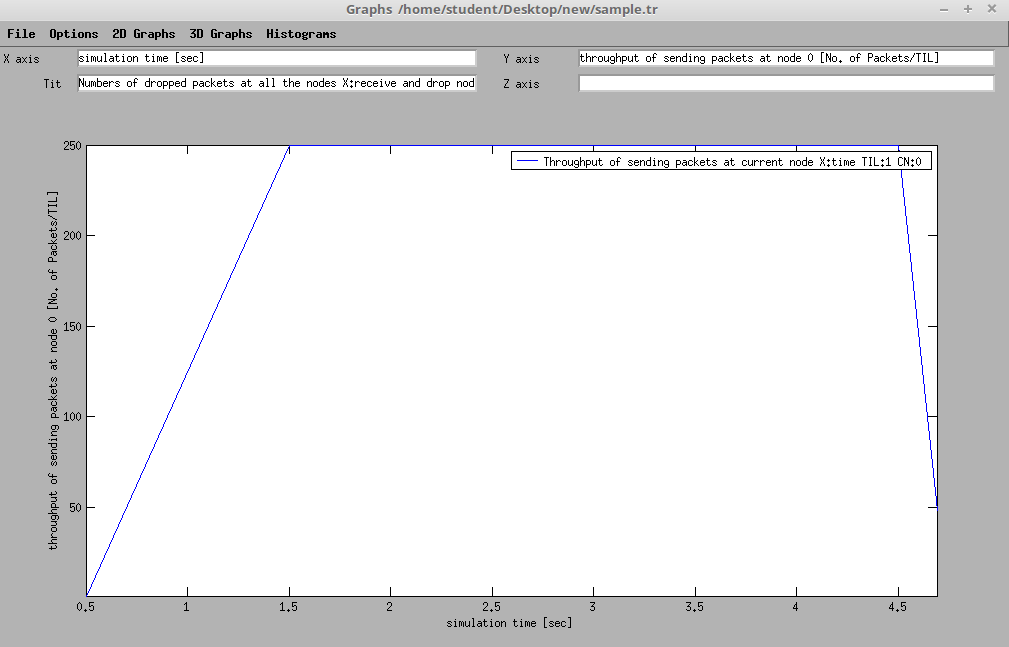 Graphs /home/student/Desktop/new/sample.tr
File Options 2D Graphs 3D Graphs Histograms
X axis simulation time [sec] Y axis throughput of sending packets at node 0 [No. of Packets/TIL]
Tit Numbers of dropped packets at all the nodes X:receive and drop nod Z axis
Throughput of sending packets at current node X:time TIL:1 CN:0
throughput of sending packets at node 0 [No. of Packets/TIL]
250
200
150
100
50
0.5 1 1.5 2 2.5 3 3.5 4 4.5
simulation time [sec]